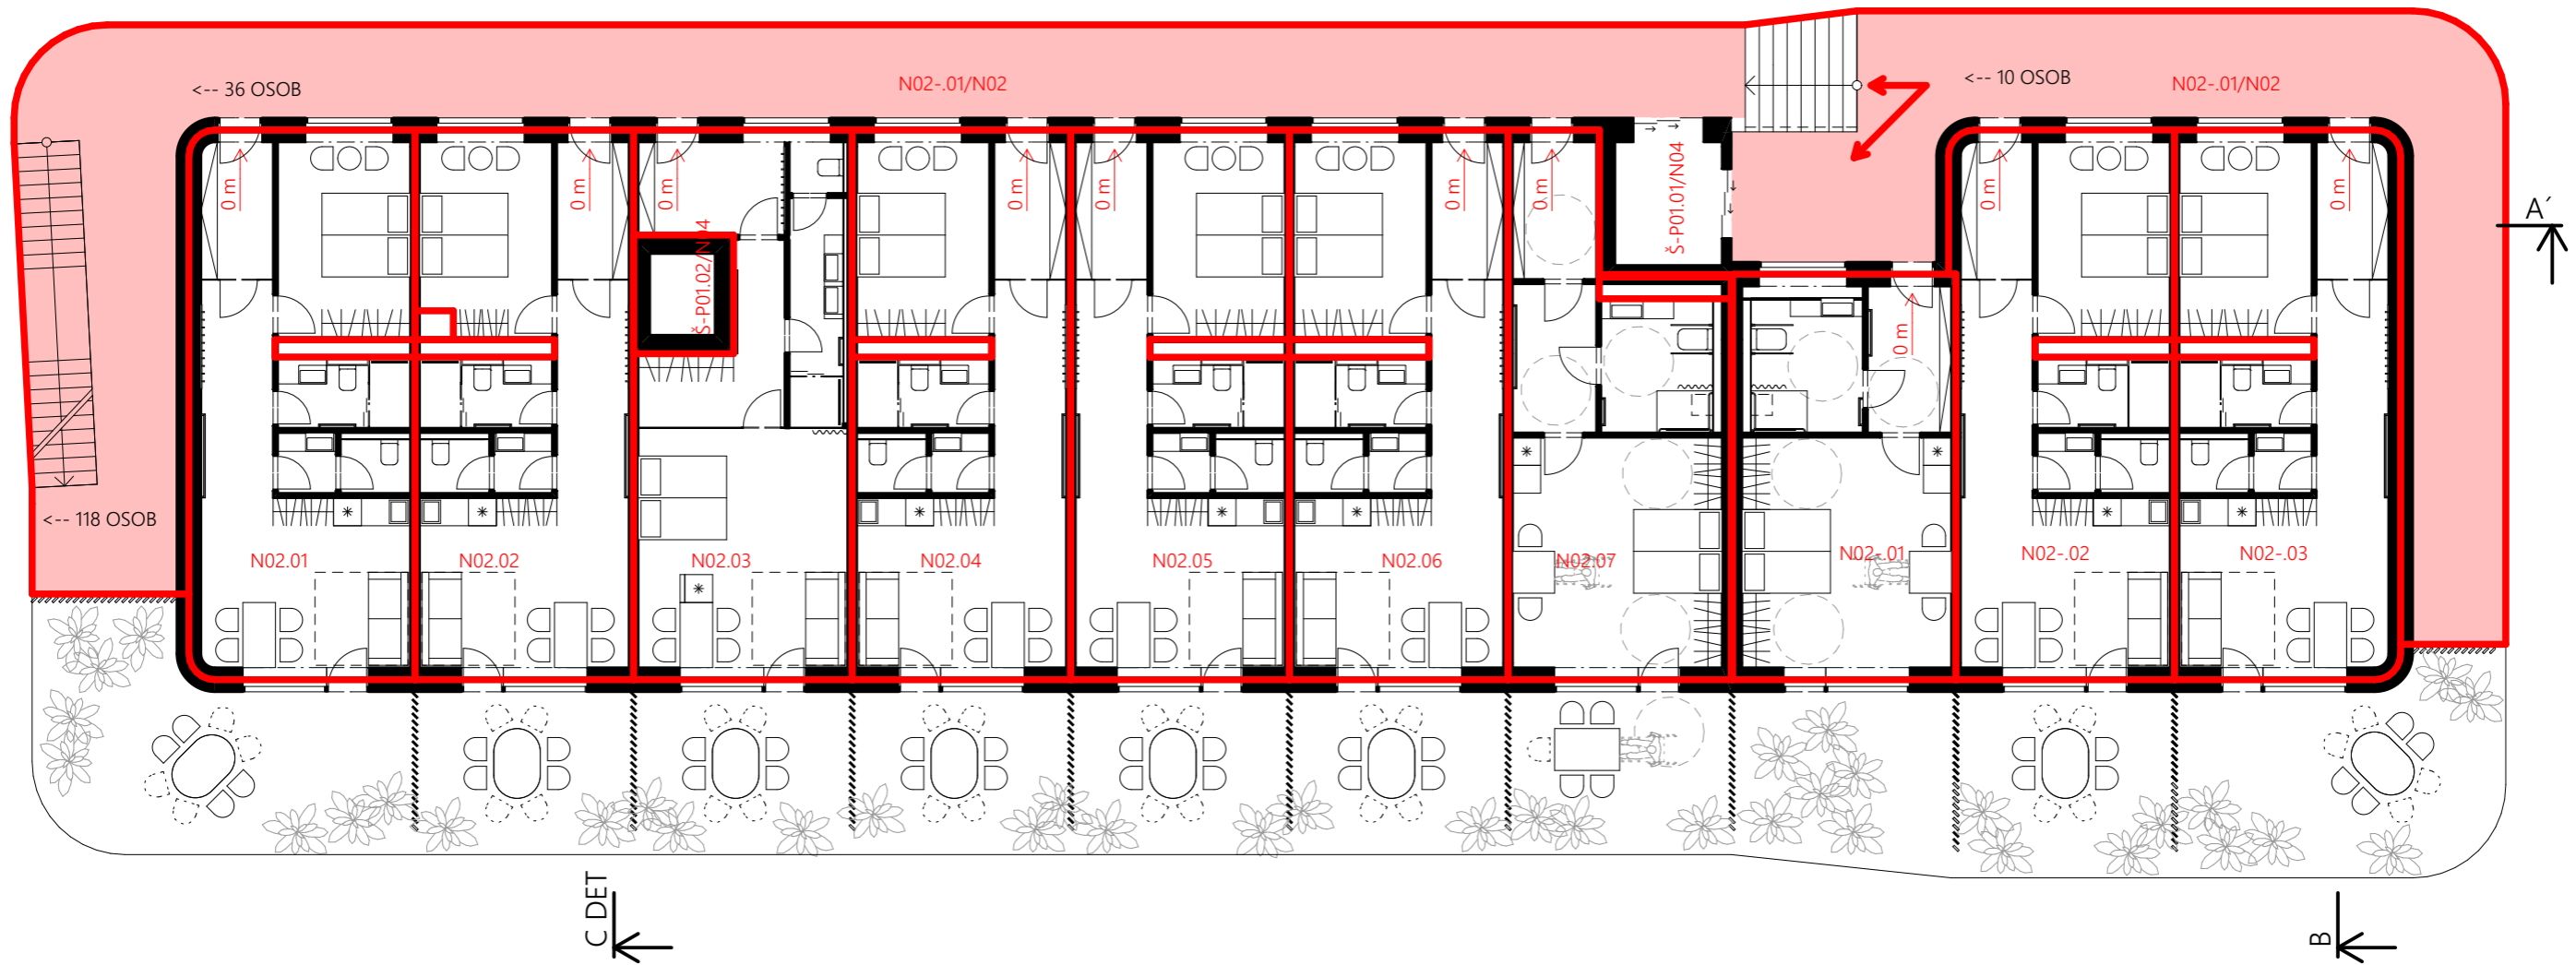 <-- 36 OSOB
N02-.01/N02
<-- 10 OSOB
N02-.01/N02
0 m
0 m
0 m
0 m
0 m
0 m
0 m
0 m
0 m
0 m
Š-P01.02/N04
Š-P01.01/N04
A´
<-- 118 OSOB
N02.01
N02.02
N02.03
N02.04
N02.05
N02.06
N02.07
N02-.01
N02-.02
N02-.03
C DET
B